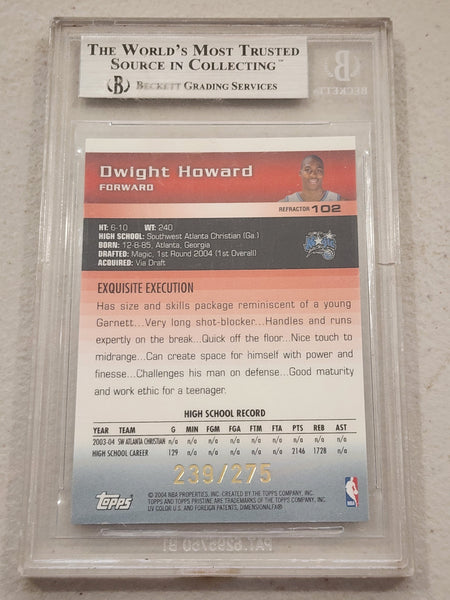 THE WORLD'S MOST TRUSTED
SOURCE IN COLLECTING™
BECKETT GRADING SERVICES
BECKETT
Dwight Howard
FORWARD
REFRACTOR 102
HT: 6-10 WT: 240
HIGH SCHOOL: Southwest Atlanta Christian (Ga.)
BORN: 12-8-85, Atlanta, Georgia
DRAFTED: Magic, 1st Round 2004 (1st Overall)
ACQUIRED: Via Draft
MAGIC
EXQUISITE EXECUTION
Has size and skills package reminiscent of a young
Garnett...Very long shot-blocker...Handles and runs
expertly on the break...Quick off the floor...Nice touch to
midrange...Can create space for himself with power and
finesse...Challenges his man on defense...Good maturity
and work ethic for a teenager.
HIGH SCHOOL RECORD
YEAR TEAM G MIN FGM FGA FTM FTA PTS REB AST
2003-04 SW ATLANTA CHRISTIAN n/a n/a n/a n/a n/a n/a n/a n/a n/a
HIGH SCHOOL CAREER 129 n/a n/a n/a n/a n/a 2146 1728 n/a
239/275
Topps
© 2004 NBA PROPERTIES, INC. CREATED BY THE TOPPS COMPANY, INC.
TOPPS AND TOPPS PRISTINE ARE TRADEMARKS OF THE TOPPS COMPANY, INC.
UV COLOR U.S. AND FOREIGN PATENTS, DIMENSIONALFX®.
NBA